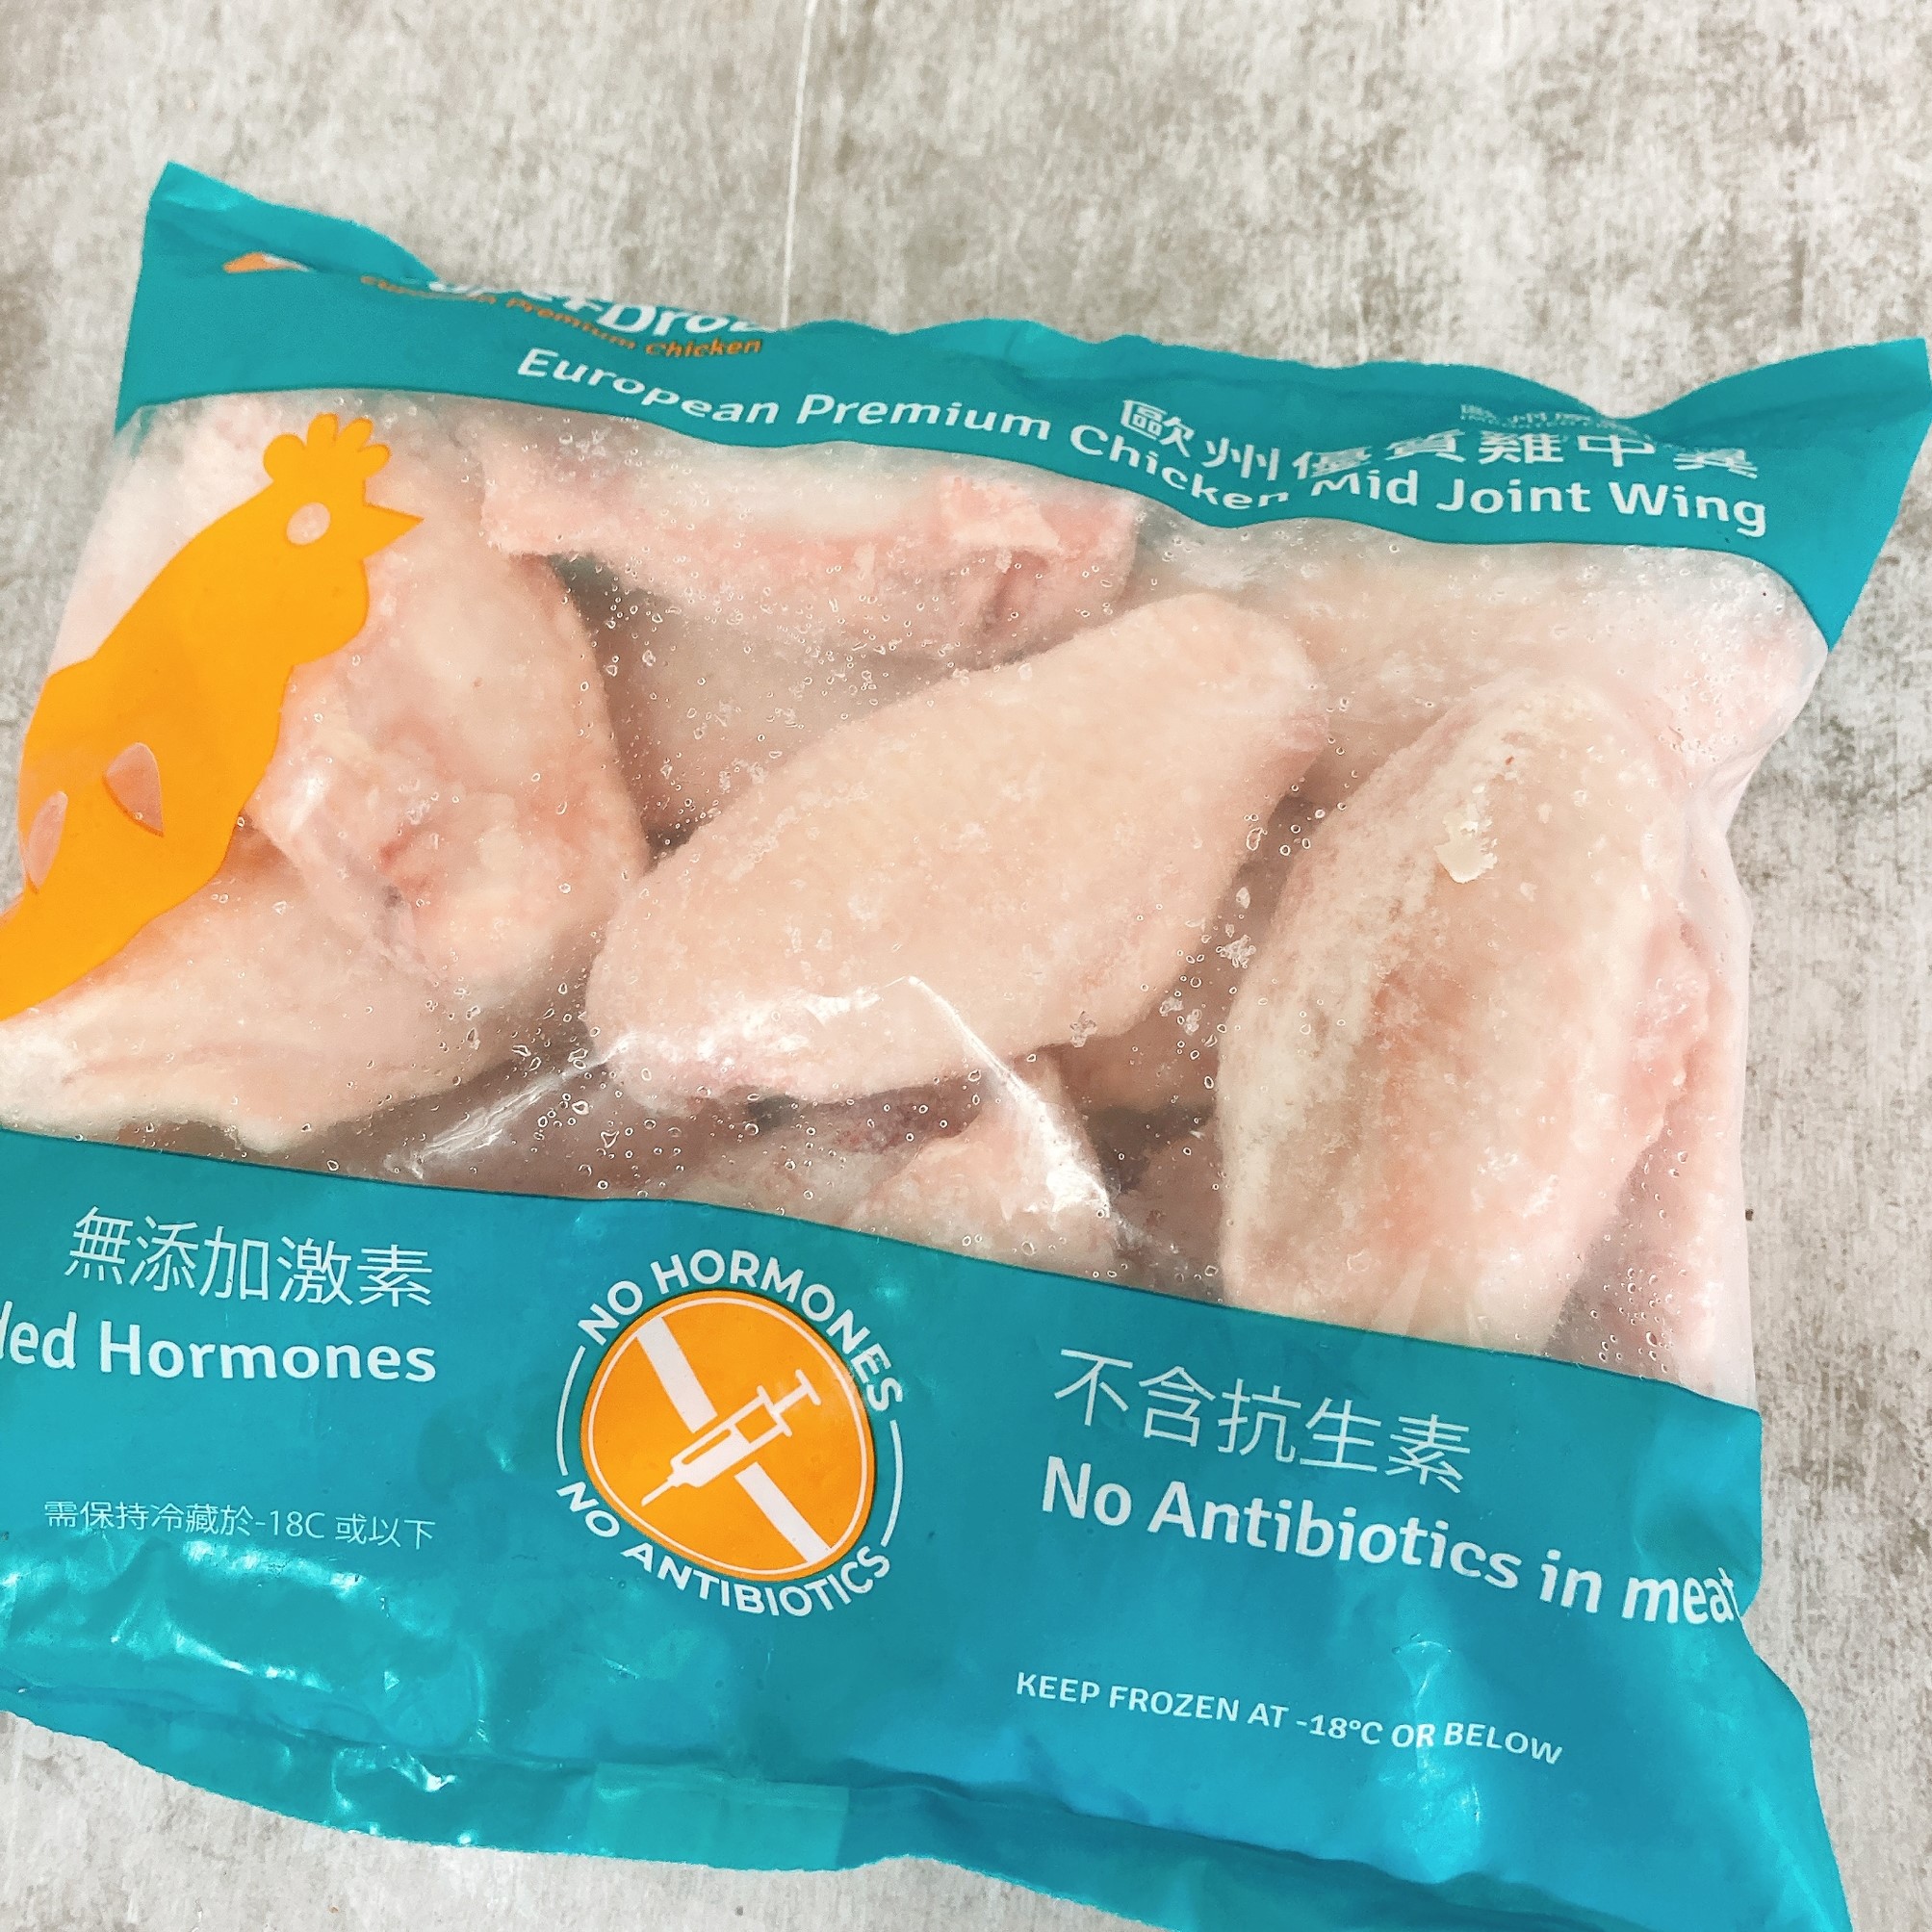 Premium Chicken
歐州優質雞中翼
European Premium Chicken Mid Joint Wing
無添加激素
Hormones
需保持冷藏於-18C 或以下
NO HORMONES
NO ANTIBIOTICS
不含抗生素
No Antibiotics in meat
KEEP FROZEN AT -18°C OR BELOW